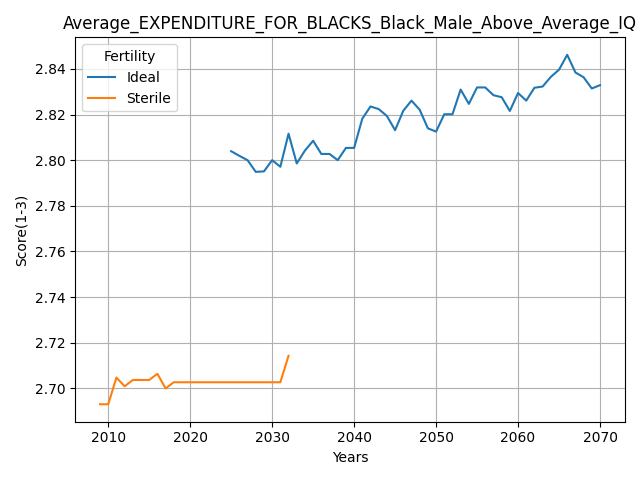 Average_EXPENDITURE_FOR_BLACKS_Black_Male_Above_Average_IQ
Fertility
Ideal
Sterile
Score(1-3)
2.84
2.82
2.80
2.78
2.76
2.74
2.72
2.70
2010 2020 2030 2040 2050 2060 2070
Years